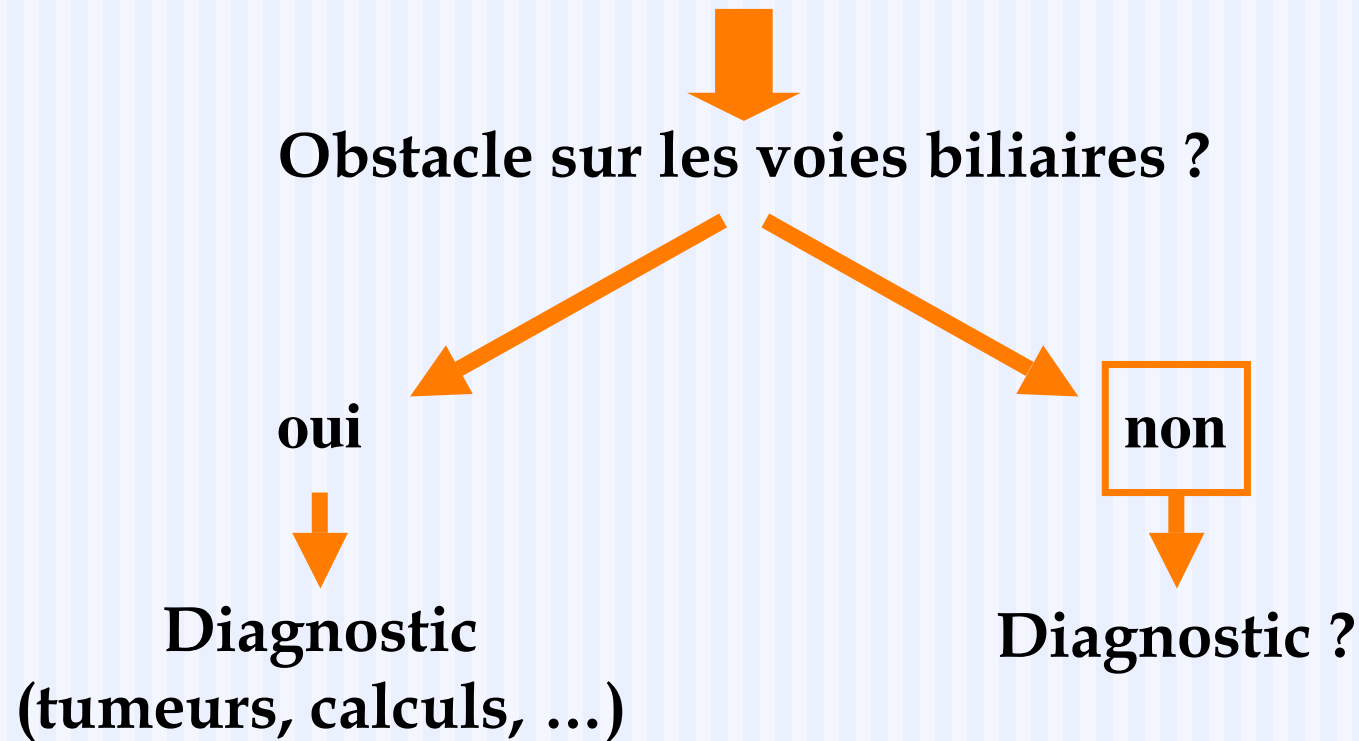 Obstacle sur les voies biliaires ?
oui
non
Diagnostic
(tumeurs, calculs, …)
Diagnostic ?